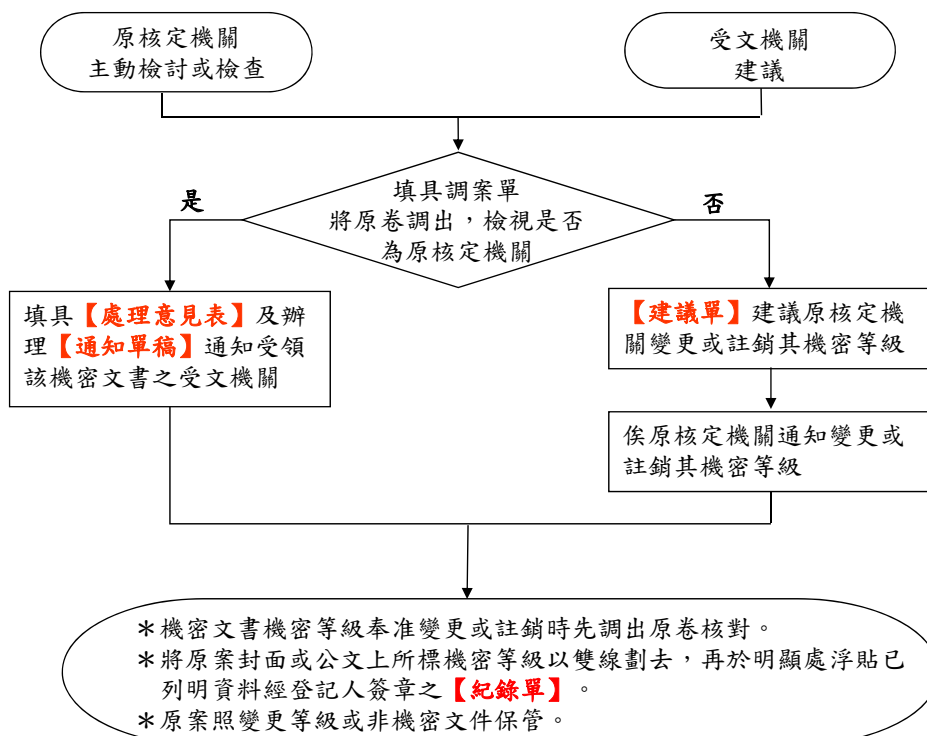 原核定機關
主動檢討或檢查
受文機關
建議
填具調案單
將原卷調出，檢視是否
為原核定機關
是
否
填具【處理意見表】及辦
理【通知單稿】通知受領
該機密文書之受文機關
【建議單】建議原核定機
關變更或註銷其機密等級
俟原核定機關通知變更或
註銷其機密等級
＊機密文書機密等級奉准變更或註銷時先調出原卷核對。
＊將原案封面或公文上所標機密等級以雙線劃去，再於明顯處浮貼已
列明資料經登記人簽章之【紀錄單】。
＊原案照變更等級或非機密文件保管。